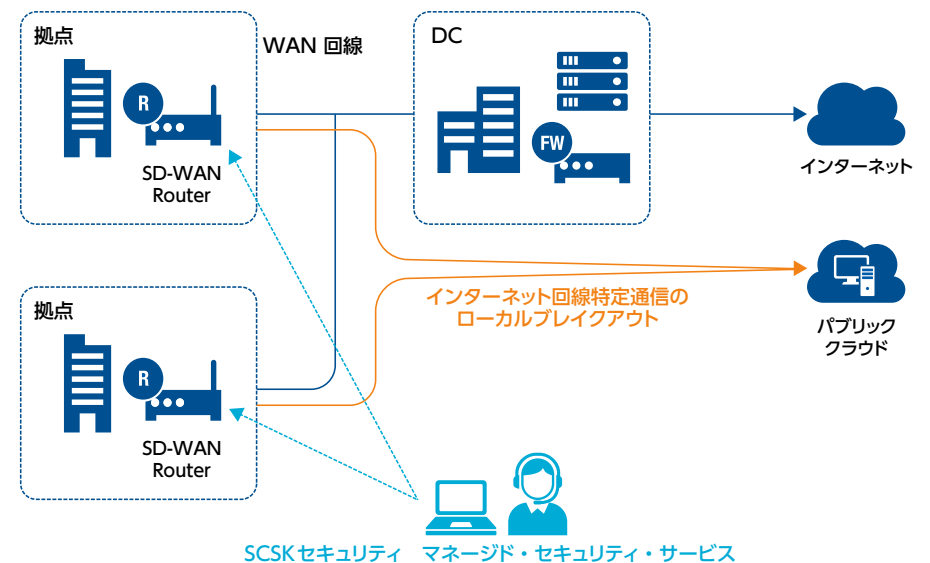 拠点
WAN 回線
DC
R
FW
SD-WAN
Router
インターネット
インターネット回線特定通信の
ローカルブレイクアウト
パブリック
クラウド
拠点
R
SD-WAN
Router
SCSKセキュリティ マネージド・セキュリティ・サービス